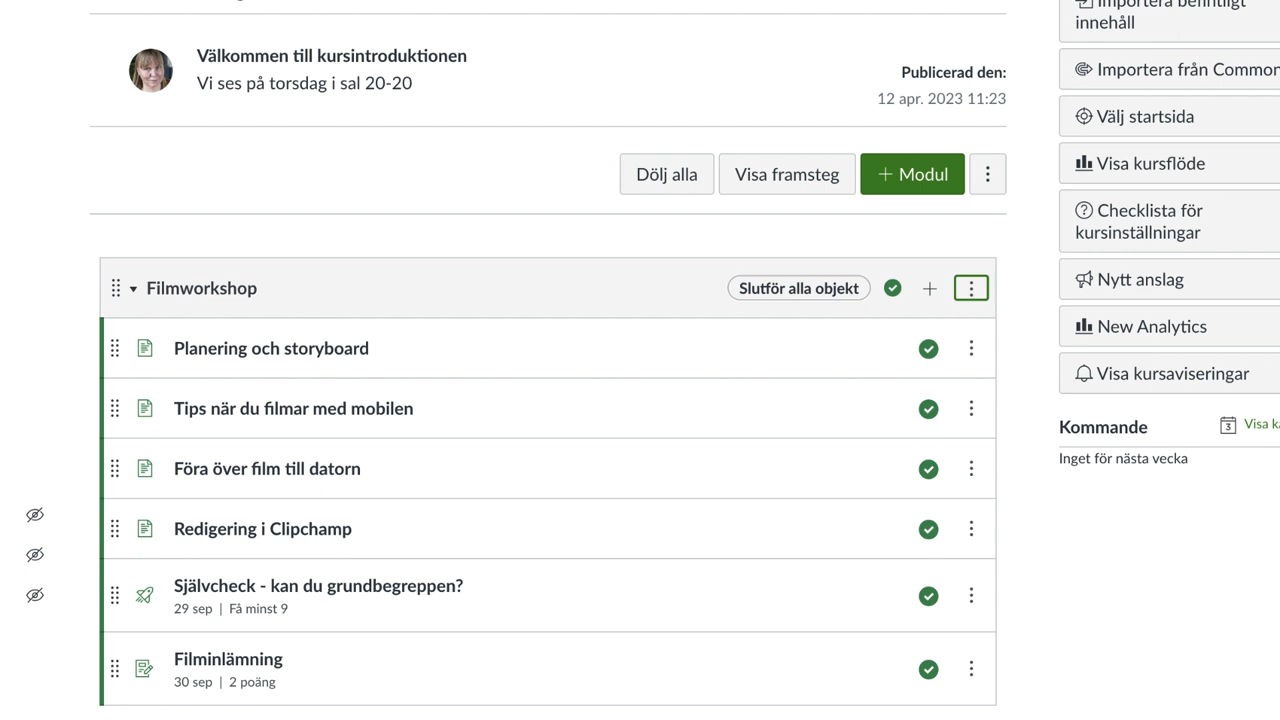 Importera befintligt
innehåll
Välkommen till kursintroduktionen
Vi ses på torsdag i sal 20-20
Publicerad den:
12 apr. 2023 11:23
Importera från Common
Välj startsida
Visa kursflöde
Dölj alla
Visa framsteg
+ Modul
Checklista för
kursinställningar
Nytt anslag
New Analytics
Visa kursaviseringar
Kommande
3
Visa ka
Inget för nästa vecka
Filmworkshop
Slutför alla objekt
Planering och storyboard
Tips när du filmar med mobilen
Föra över film till datorn
Redigering i Clipchamp
Självcheck - kan du grundbegreppen?
29 sep | Få minst 9
Filminlämning
30 sep | 2 poäng